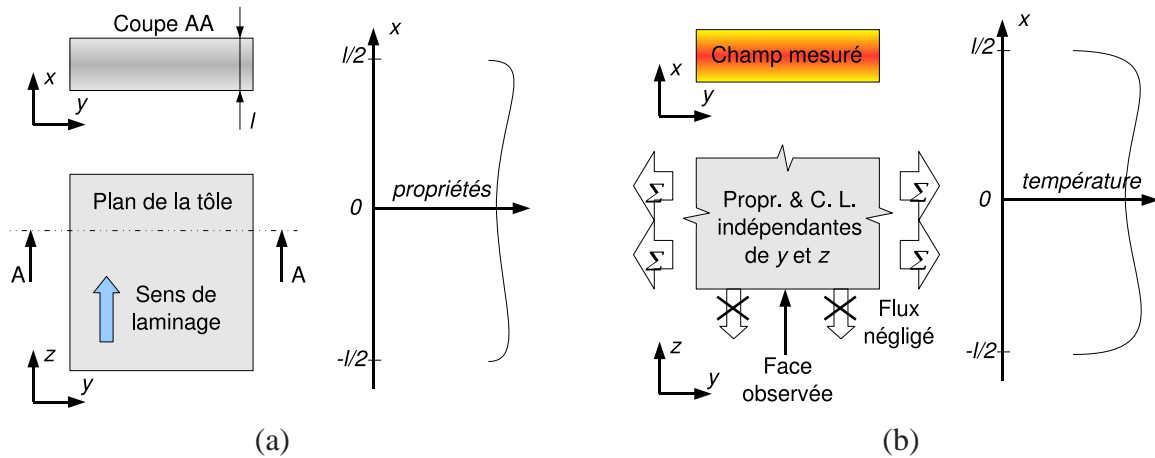 Coupe AA
x
y
l
Plan de la tôle
A
A
Sens de
laminage
z
y
x
l/2
propriétés
0
-l/2
(a)
Champ mesuré
x
y
Σ
Σ
Σ
Σ
Propr. & C. L.
indépendantes
de y et z
Flux
négligé
Face
observée
z
y
x
l/2
température
0
-l/2
(b)